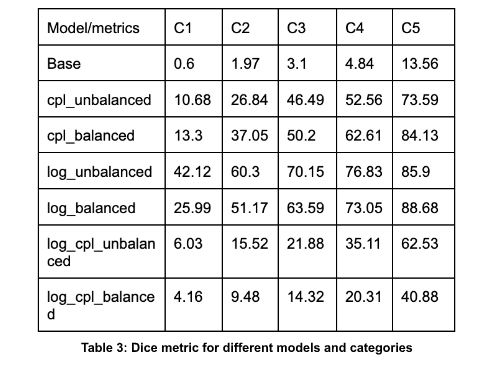 Model/metrics C1 C2 C3 C4 C5
Base 0.6 1.97 3.1 4.84 13.56
cpl_unbalanced 10.68 26.84 46.49 52.56 73.59
cpl_balanced 13.3 37.05 50.2 62.61 84.13
log_unbalanced 42.12 60.3 70.15 76.83 85.9
log_balanced 25.99 51.17 63.59 73.05 88.68
log_cpl_unbalan 6.03 15.52 21.88 35.11 62.53
ced
log_cpl_balance 4.16 9.48 14.32 20.31 40.88
d
Table 3: Dice metric for different models and categories